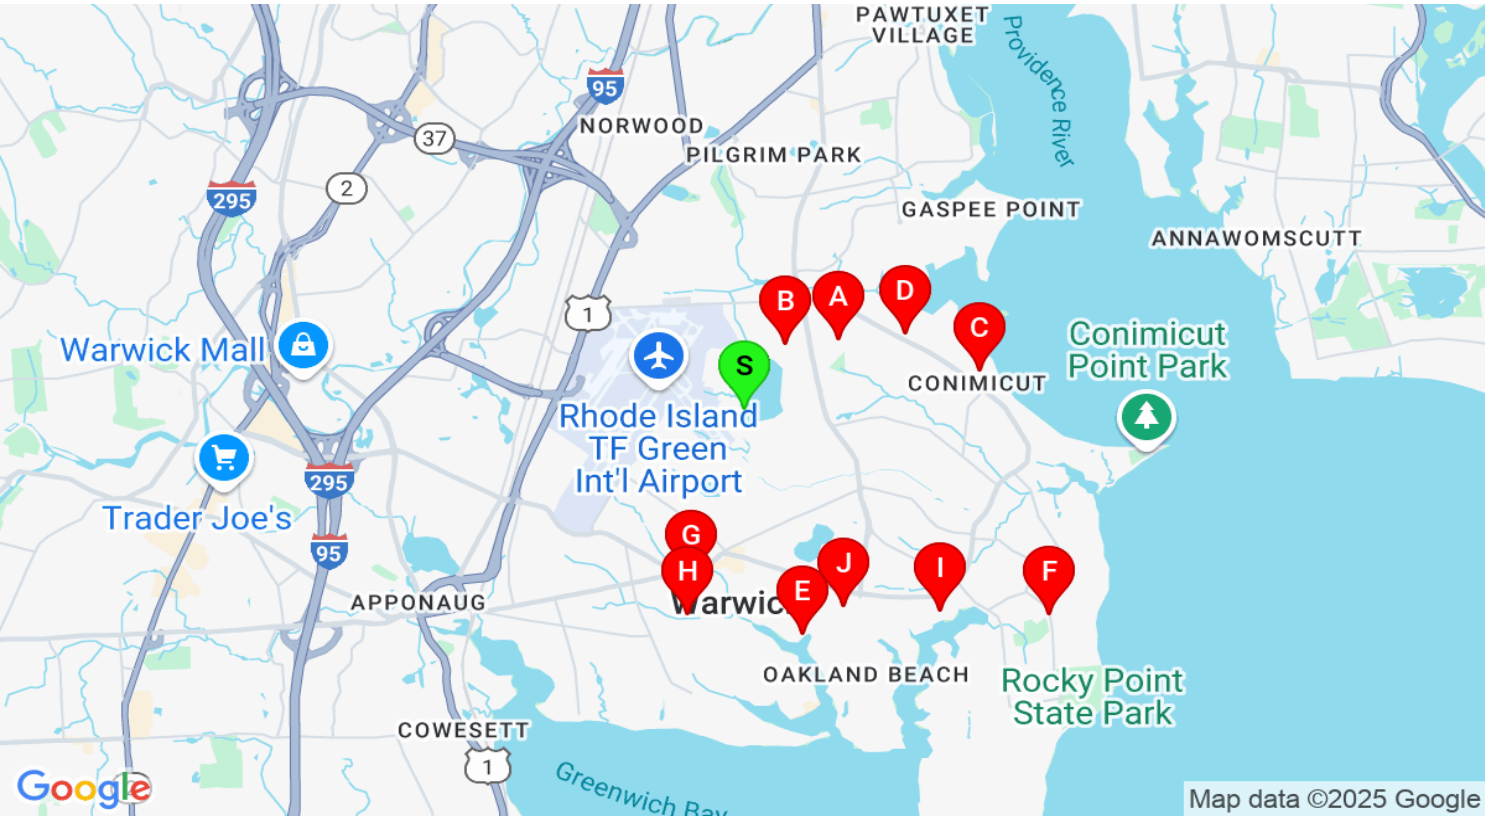 PAWTUXET
VILLAGE
Providence River
95
NORWOOD
37
PILGRIM PARK
2
295
GASPEE POINT
ANNAWOMSCUTT
B
A
D
1
C
Warwick Mall
Conimicut
Point Park
S
CONIMICUT
Rhode Island
TF Green
Int'l Airport
295
Trader Joe's
95
G
H
J
I
F
E
APPONAUG
Warwick
OAKLAND BEACH
Rocky Point
State Park
COWESETT
1
Greenwich Bay
Google
2
Map data ©2025 Google